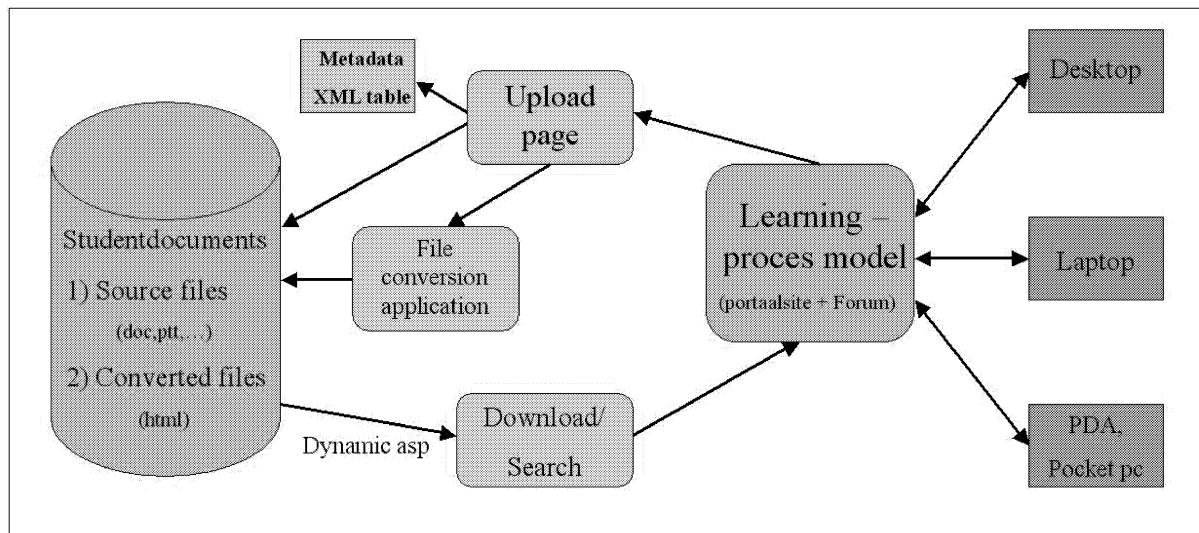 Metadata
XML table
Upload
page
Desktop
Studentdocuments
1) Source files
(doc,ptt,...)
2) Converted files
(html)
File
conversion
application
Learning –
proces model
(portaalsite + Forum)
Laptop
Dynamic asp
Download/
Search
PDA,
Pocket pc